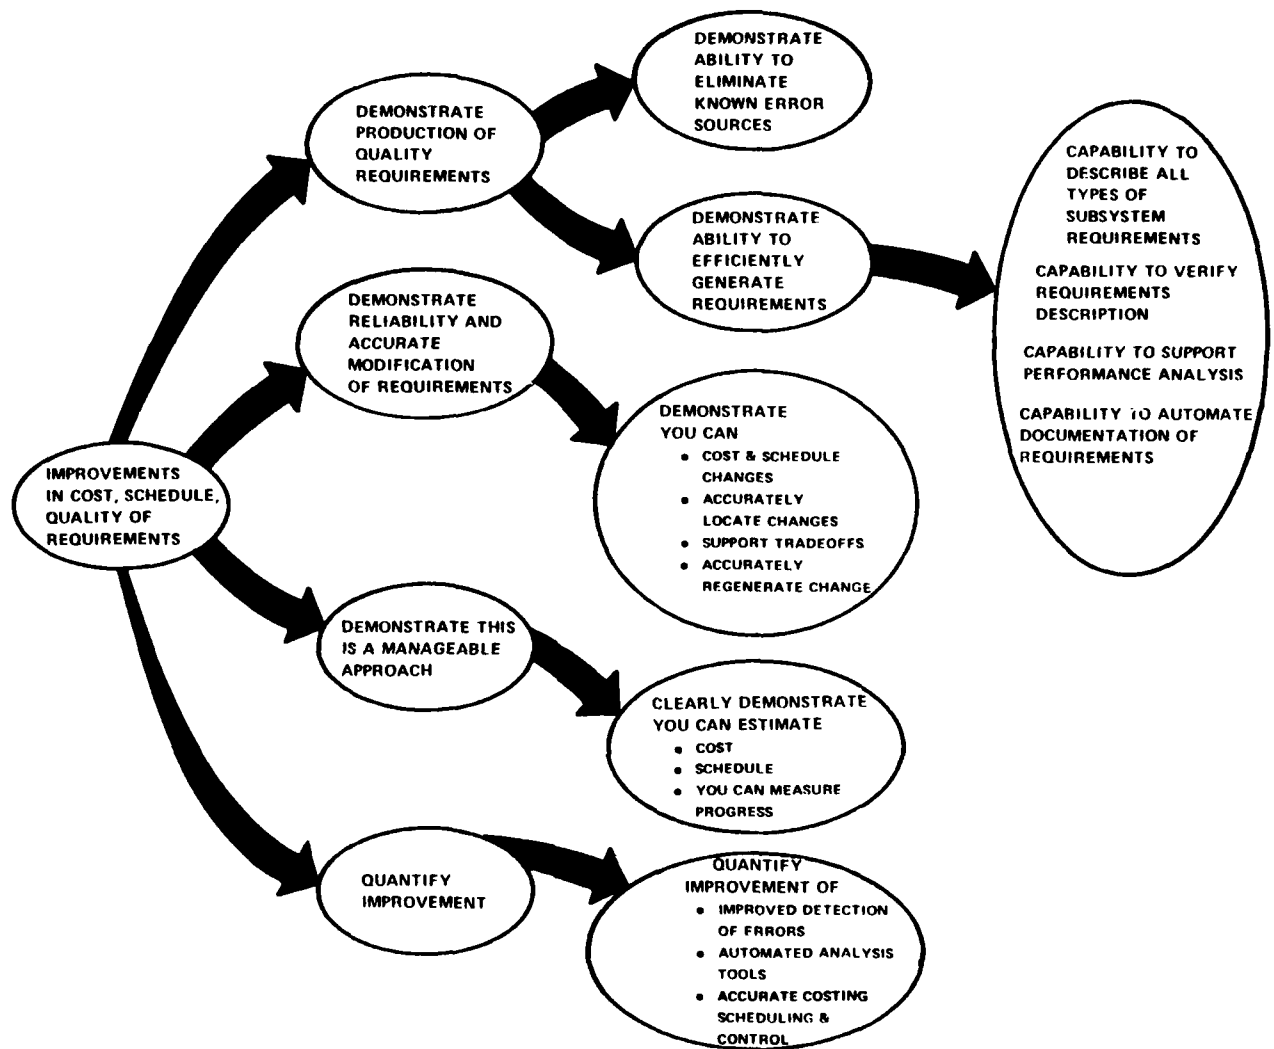 DEMONSTRATE
ABILITY TO
ELIMINATE
KNOWN ERROR
SOURCES
DEMONSTRATE
PRODUCTION OF
QUALITY
REQUIREMENTS
CAPABILITY TO
DESCRIBE ALL
TYPES OF
SUBSYSTEM
REQUIREMENTS
CAPABILITY TO VERIFY
REQUIREMENTS
DESCRIPTION
CAPABILITY TO SUPPORT
PERFORMANCE ANALYSIS
CAPABILITY TO AUTOMATE
DOCUMENTATION OF
REQUIREMENTS
DEMONSTRATE
ABILITY TO
EFFICIENTLY
GENERATE
REQUIREMENTS
DEMONSTRATE
RELIABILITY AND
ACCURATE
MODIFICATION
OF REQUIREMENTS
DEMONSTRATE
YOU CAN
• COST & SCHEDULE
CHANGES
• ACCURATELY
LOCATE CHANGES
• SUPPORT TRADEOFFS
• ACCURATELY
REGENERATE CHANGE
IMPROVEMENTS
IN COST, SCHEDULE,
QUALITY OF
REQUIREMENTS
DEMONSTRATE THIS
IS A MANAGEABLE
APPROACH
CLEARLY DEMONSTRATE
YOU CAN ESTIMATE
• COST
• SCHEDULE
• YOU CAN MEASURE
PROGRESS
QUANTIFY
IMPROVEMENT
QUANTIFY
IMPROVEMENT OF
• IMPROVED DETECTION
OF ERRORS
• AUTOMATED ANALYSIS
TOOLS
• ACCURATE COSTING
SCHEDULING &
CONTROL